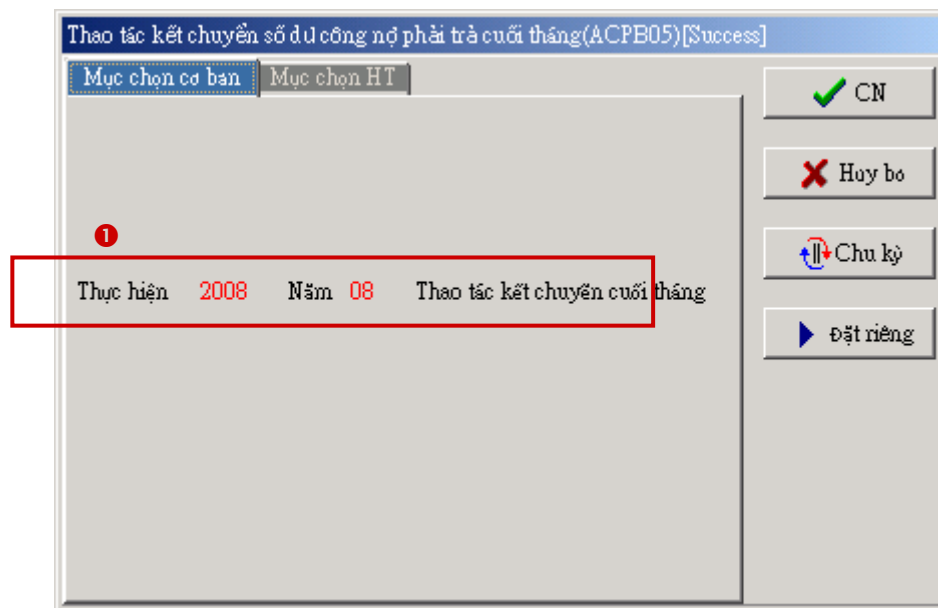 Thao tác kết chuyển số dư công nợ phải trả cuối tháng(ACPB05)[Success]
Mục chọn cơ ban Mục chọn HT
CN
Huy bo
Chu kỳ
Đặt riêng
1
Thực hiện 2008 Năm 08 Thao tác kết chuyển cuối tháng